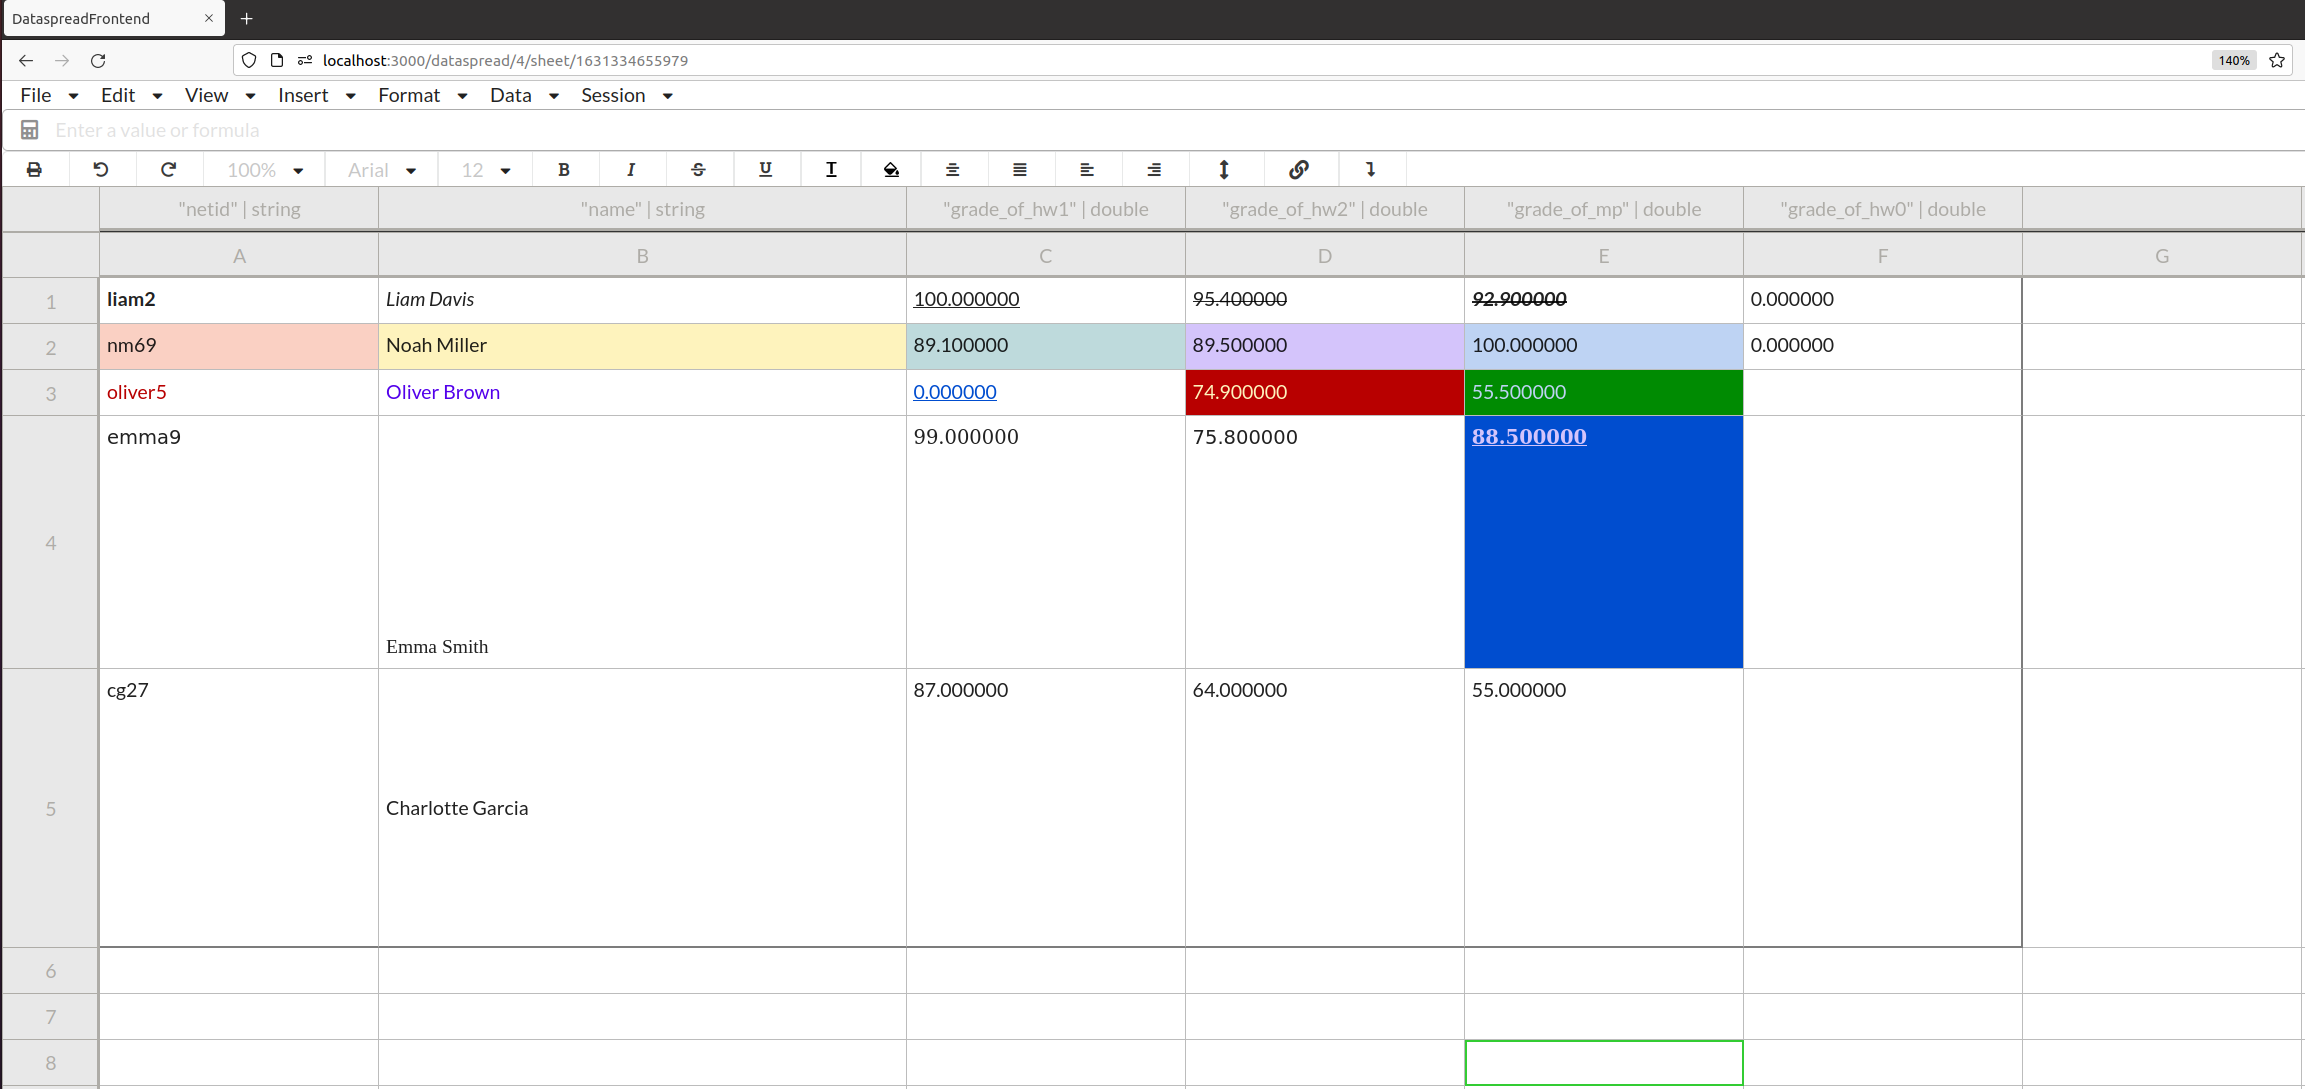 DataspreadFrontend
localhost:3000/dataspread/4/sheet/1631334655979 140%
File Edit View Insert Format Data Session
Enter a value or formula
100% Arial 12 B I S U T
"netid" | string "name" | string "grade_of_hw1" | double "grade_of_hw2" | double "grade_of_mp" | double "grade_of_hw0" | double
A B C D E F G
1 liam2 Liam Davis 100.000000 95.400000 92.900000 0.000000
2 nm69 Noah Miller 89.100000 89.500000 100.000000 0.000000
3 oliver5 Oliver Brown 0.000000 74.900000 55.500000
emma9 99.000000 75.800000 88.500000
4
Emma Smith
cg27 87.000000 64.000000 55.000000
5 Charlotte Garcia
6
7
8